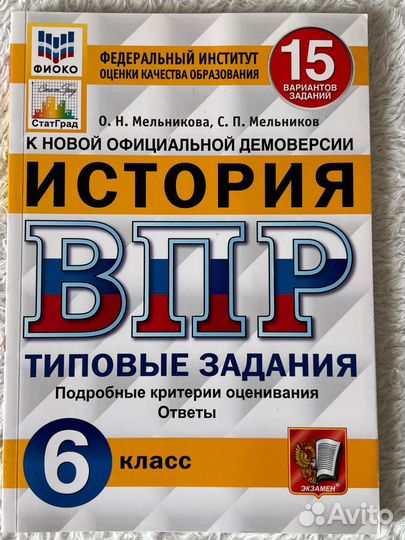 ФИОКО
СтатГрад
ФЕДЕРАЛЬНЫЙ ИНСТИТУТ
ОЦЕНКИ КАЧЕСТВА ОБРАЗОВАНИЯ
15
ВАРИАНТОВ
ЗАДАНИЙ
О. Н. Мельникова, С. П. Мельников
К НОВОЙ ОФИЦИАЛЬНОЙ ДЕМОВЕРСИИ
ИСТОРИЯ
ВПР
ТИПОВЫЕ ЗАДАНИЯ
Подробные критерии оценивания
Ответы
6 класс
ЭКЗАМЕН
Avito